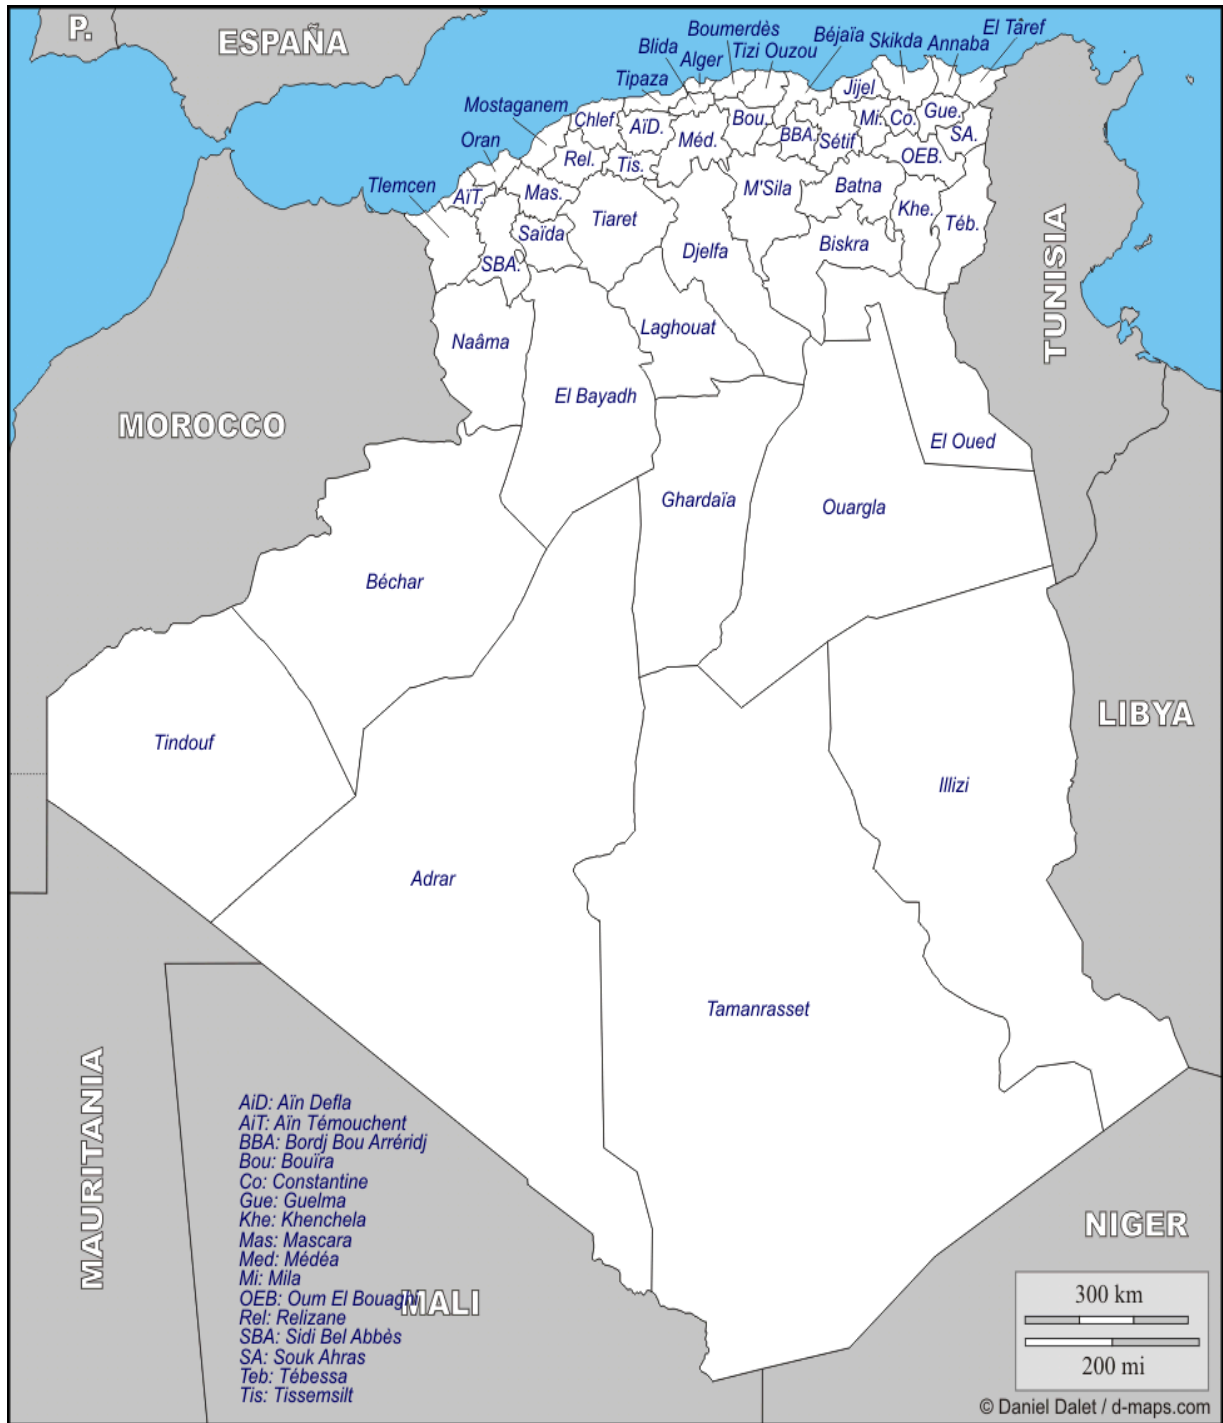 P.
ESPAÑA
Boumerdès
El Târef
Blida
Tizi Ouzou
Béjaïa
Skikda
Annaba
Alger
Tipaza
Jijel
Mostaganem
Chlef
AïD.
Méd.
Bou.
BBA.
Sétif
Mi.
Co.
Gue.
SA.
Oran
Rel.
Tis.
OEB.
Tlemcen
AïT.
Mas.
Tiaret
M'Sila
Batna
Khe.
Téb.
Saïda
SBA.
Djelfa
Biskra
TUNISIA
Naâma
Laghouat
El Bayadh
MOROCCO
El Oued
Ghardaïa
Ouargla
Béchar
LIBYA
Tindouf
Illizi
Adrar
Tamanrasset
MAURITANIA
AiD: Aïn Defla
AiT: Aïn Témouchent
BBA: Bordj Bou Arréridj
Bou: Bouïra
Co: Constantine
Gue: Guelma
Khe: Khenchela
Mas: Mascara
Med: Médéa
Mi: Mila
OEB: Oum El Bouaghi
Rel: Relizane
SBA: Sidi Bel Abbès
SA: Souk Ahras
Teb: Tébessa
Tis: Tissemsilt
MALI
NIGER
300 km
200 mi
© Daniel Dalet / d-maps.com